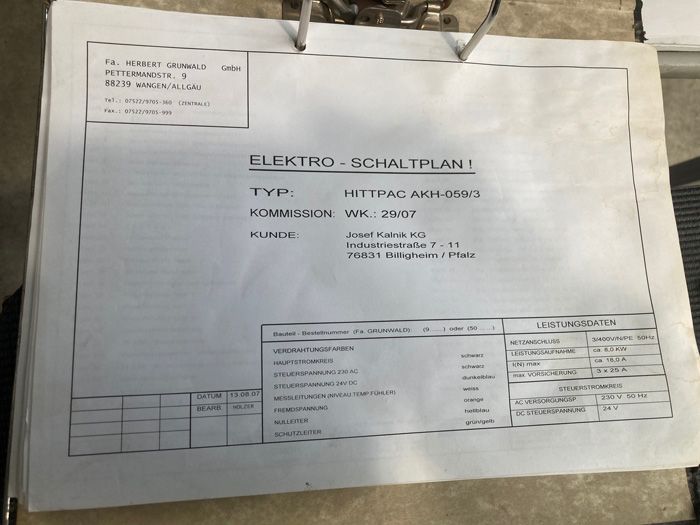 Fa. HERBERT GRUNWALD GmbH
PETTERMANDSTR. 9
88239 WANGEN/ALLGÄU
Tel.: 07522/9705-360 (ZENTRALE)
Fax.: 07522/9705-999
ELEKTRO - SCHALTPLAN !
TYP: HITTPAC AKH-059/3
KOMMISSION: WK.: 29/07
KUNDE: Josef Kalnik KG
Industriestraße 7 - 11
76831 Billigheim / Pfalz
Bauteil - Bestellnummer (Fa. GRUNWALD): (9.......) oder (50 ......)
VERDRAHTUNGSFARBEN
HAUPTSTROMKREIS schwarz
STEUERSPANNUNG 230 AC schwarz
STEUERSPANNUNG 24V DC dunkelblau
MESSLEITUNGEN (NIVEAU,TEMP.FÜHLER) weiss
FREMDSPANNUNG orange
NULLEITER hellblau
SCHUTZLEITER grün/gelb
LEISTUNGSDATEN
NETZANSCHLUSS 3/400V/N/PE 50Hz
LEISTUNGSAUFNAHME ca. 8,0 KW
I(N) max ca. 18,0 A
max. VORSICHERUNG 3 x 25 A
STEUERSTROMKREIS
AC VERSORGUNGSP 230 V 50 Hz
DC STEUERSPANNUNG 24 V
DATUM 13.08.07
BEARB HOLZER